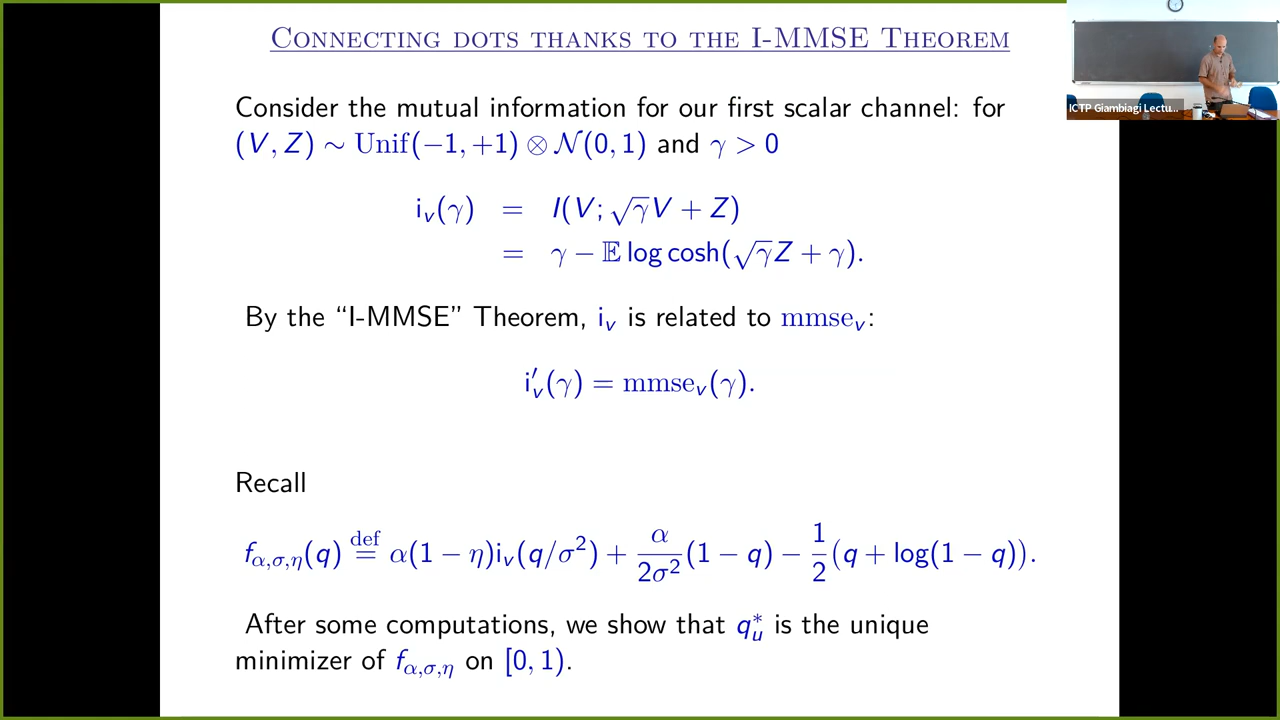 CONNECTING DOTS THANKS TO THE I-MMSE THEOREM
Consider the mutual information for our first scalar channel: for
(V, Z) ∼ Unif(−1, +1) ⊗ 𝒩(0, 1) and γ > 0
i_v(γ) = I(V; √γV + Z)
= γ − 𝔼 log cosh(√γZ + γ).
By the “I-MMSE” Theorem, i_v is related to mmse_v:
i′_v(γ) = mmse_v(γ).
Recall
f_{α,σ,η}(q) def= α(1 − η)i_v(q/σ²) + α/2σ² (1 − q) − 1/2 (q + log(1 − q)).
After some computations, we show that q*_u is the unique
minimizer of f_{α,σ,η} on [0, 1).
ICTP Giambiagi Lectu...